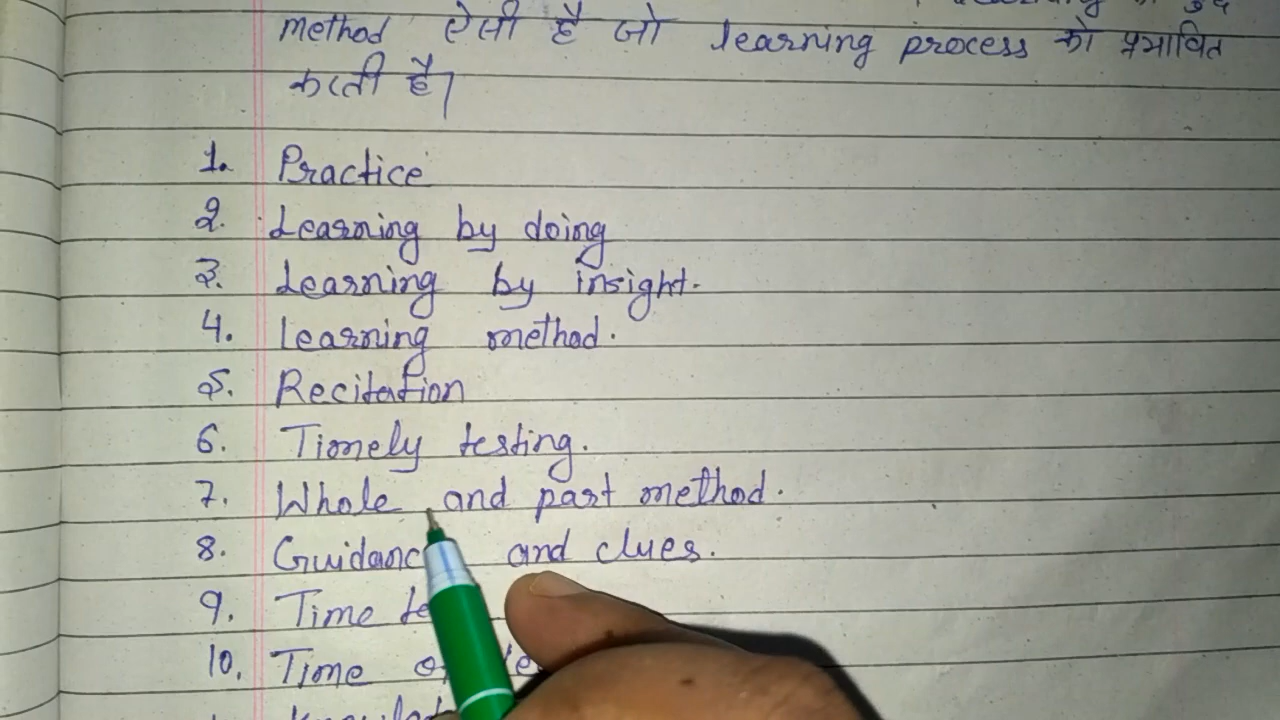 method ऐसी है जो learning process को प्रभावित
करती है।
1. Practice
2. Learning by doing
3. Learning by insight.
4. learning method.
5. Recitation
6. Timely testing.
7. Whole and part method.
8. Guidanc and clues.
9. Time te
10. Time